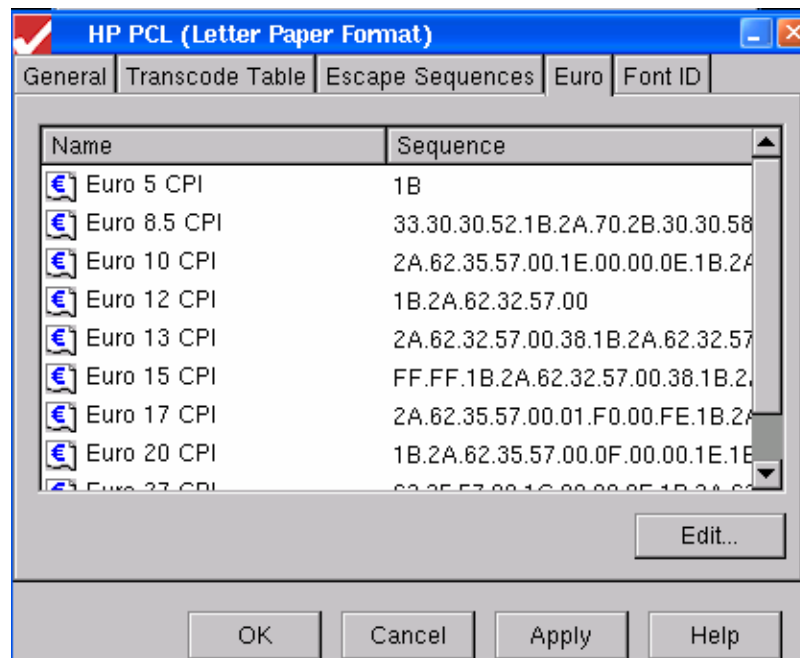 HP PCL (Letter Paper Format)
General Transcode Table Escape Sequences Euro Font ID
Name Sequence
Euro 5 CPI 1B
Euro 8.5 CPI 33.30.30.52.1B.2A.70.2B.30.30.58
Euro 10 CPI 2A.62.35.57.00.1E.00.00.0E.1B.2A
Euro 12 CPI 1B.2A.62.32.57.00
Euro 13 CPI 2A.62.32.57.00.38.1B.2A.62.32.57
Euro 15 CPI FF.FF.1B.2A.62.32.57.00.38.1B.2
Euro 17 CPI 2A.62.35.57.00.01.F0.00.FE.1B.2A
Euro 20 CPI 1B.2A.62.35.57.00.0F.00.00.1E.1B
Euro 27 CPI
Edit...
OK Cancel Apply Help